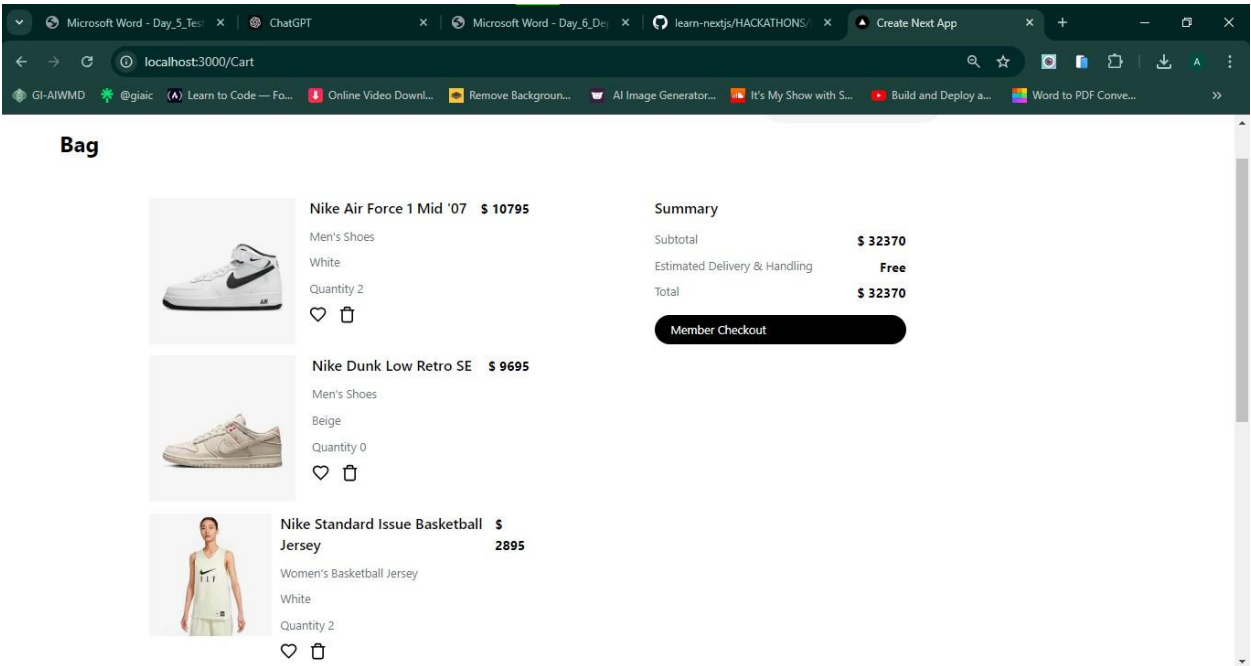 Microsoft Word - Day_5_Test
ChatGPT
Microsoft Word - Day_6_Dep
learn-nextjs/HACKATHONS/
Create Next App
localhost:3000/Cart
GI-AIWMD
@giaic
Learn to Code — Fo...
Online Video Downl...
Remove Backgroun...
AI Image Generator...
It's My Show with S...
Build and Deploy a...
Word to PDF Conve...
Bag
Nike Air Force 1 Mid '07 $ 10795
Men's Shoes
White
Quantity 2
Nike Dunk Low Retro SE $ 9695
Men's Shoes
Beige
Quantity 0
Nike Standard Issue Basketball $
Jersey 2895
Women's Basketball Jersey
White
Quantity 2
Summary
Subtotal $ 32370
Estimated Delivery & Handling Free
Total $ 32370
Member Checkout